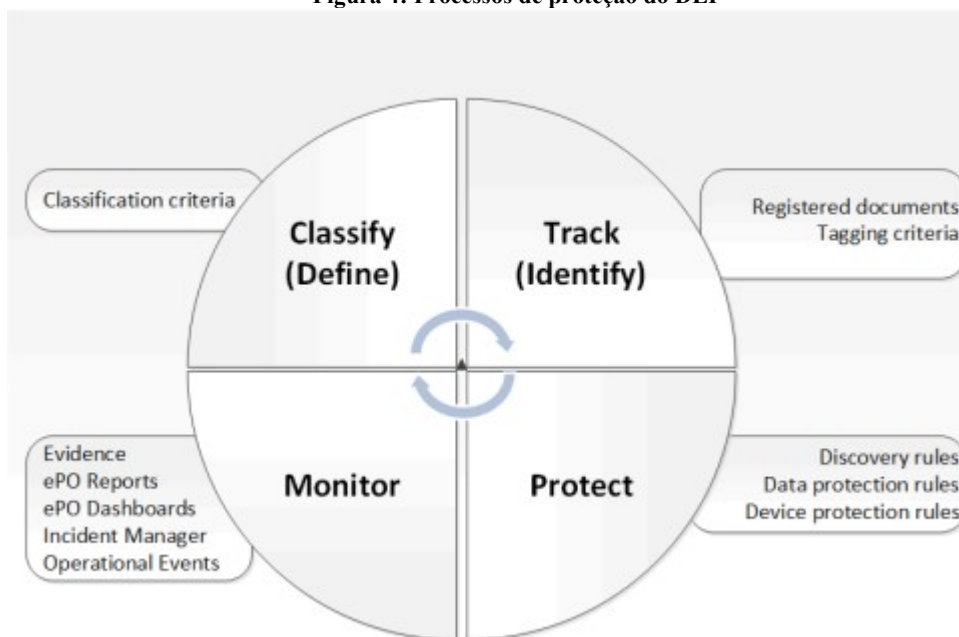 Figura 4: Processos de proteção do DLP
Classification criteria
Classify
(Define)
Track
(Identify)
Registered documents
Tagging criteria
Evidence
ePO Reports
ePO Dashboards
Incident Manager
Operational Events
Monitor
Protect
Discovery rules
Data protection rules
Device protection rules